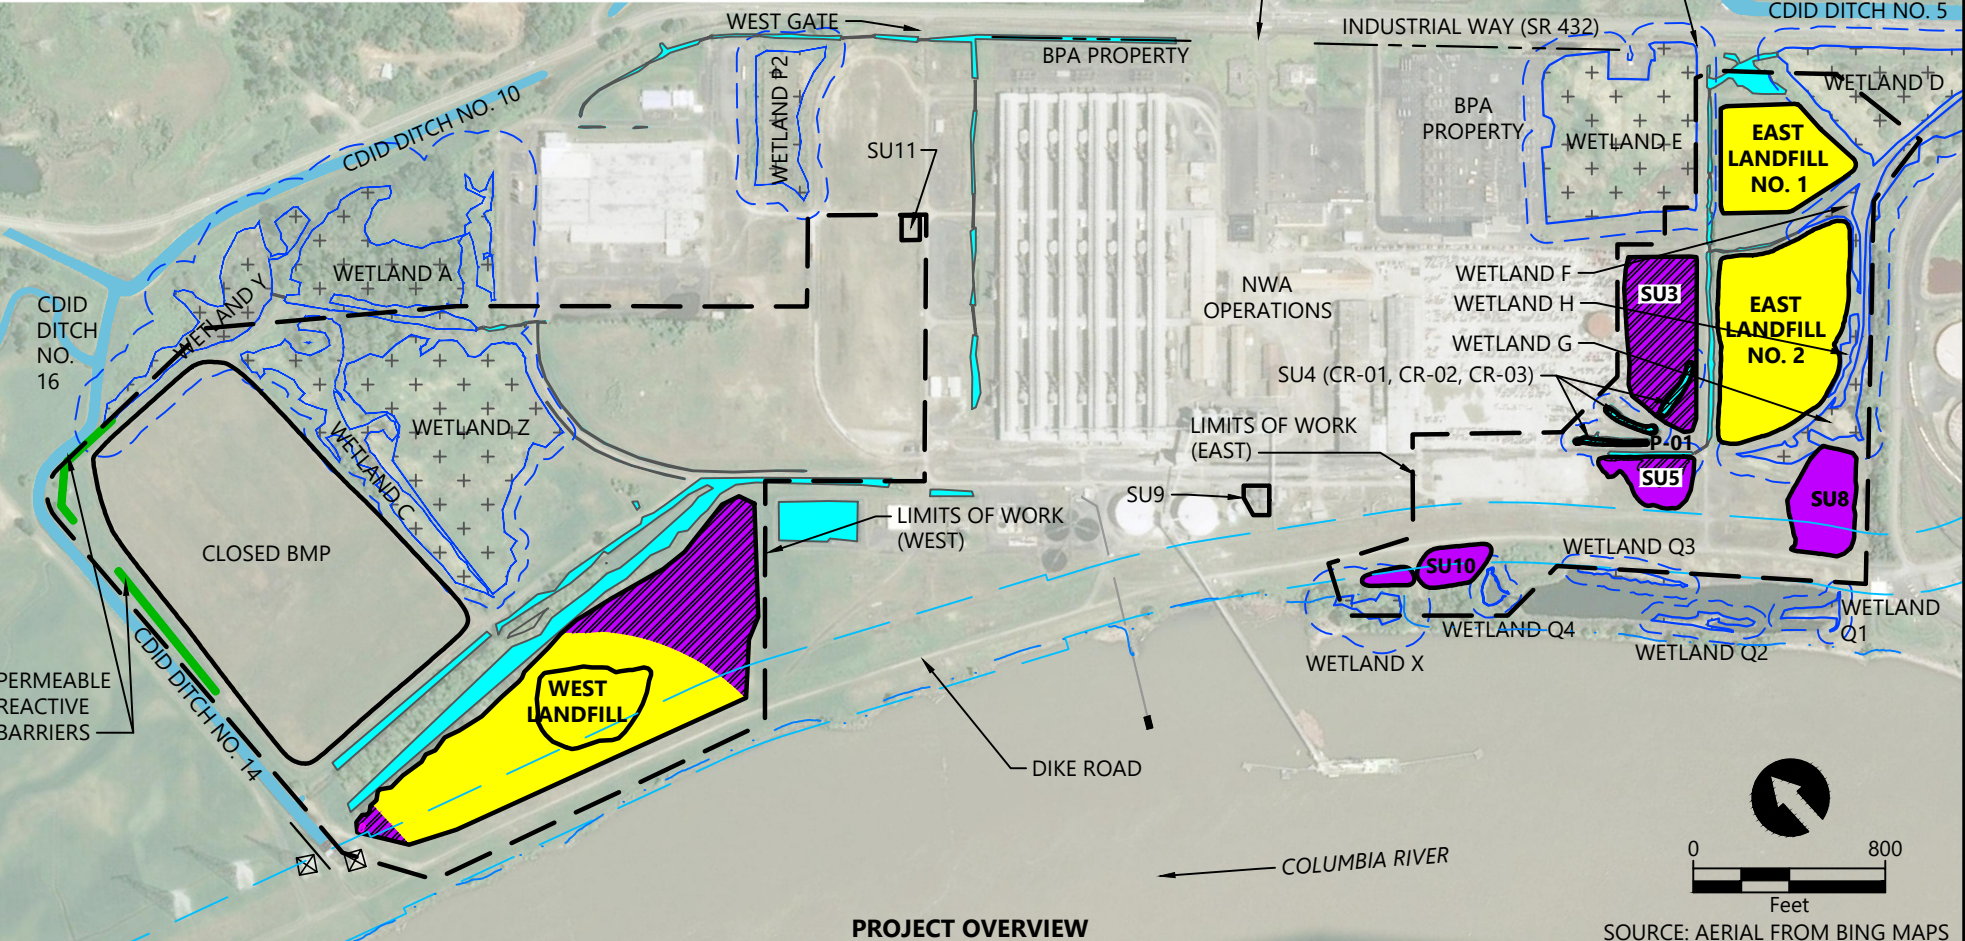 WEST GATE
INDUSTRIAL WAY (SR 432)
CDID DITCH NO. 5
BPA PROPERTY
WETLAND P2
WETLAND D
CDID DITCH NO. 10
BPA
PROPERTY
WETLAND E
EAST
LANDFILL
NO. 1
SU11
WETLAND A
WETLAND Y
CDID
DITCH
NO.
16
NWA
OPERATIONS
WETLAND F
WETLAND H
WETLAND G
SU4 (CR-01, CR-02, CR-03)
SU3
EAST
LANDFILL
NO. 2
WETLAND Z
WETLAND C
LIMITS OF WORK
(EAST)
P-01
SU5
SU8
SU9
LIMITS OF WORK
(WEST)
CLOSED BMP
SU10
WETLAND Q3
WETLAND Q4
WETLAND
Q1
WETLAND X
WETLAND Q2
PERMEABLE
REACTIVE
BARRIERS
CDID DITCH NO. 14
WEST
LANDFILL
DIKE ROAD
COLUMBIA RIVER
0 800
Feet
PROJECT OVERVIEW
SOURCE: AERIAL FROM BING MAPS